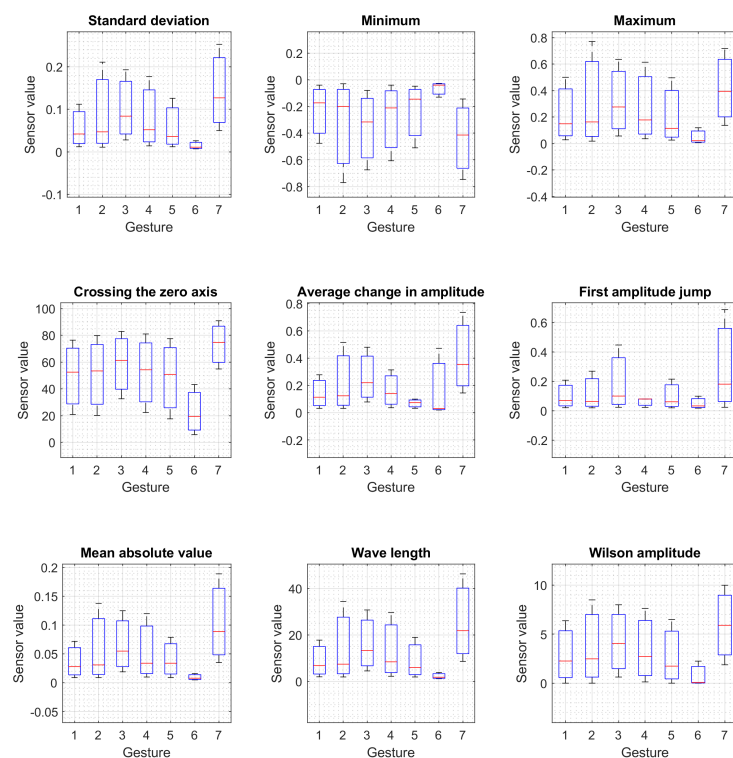 Standard deviation
Sensor value
0.2
0.1
0
-0.1
1 2 3 4 5 6 7
Gesture
Minimum
Sensor value
0.2
0
-0.2
-0.4
-0.6
-0.8
1 2 3 4 5 6 7
Gesture
Maximum
Sensor value
0.8
0.6
0.4
0.2
0
-0.2
-0.4
1 2 3 4 5 6 7
Gesture
Crossing the zero axis
Sensor value
100
80
60
40
20
0
1 2 3 4 5 6 7
Gesture
Average change in amplitude
Sensor value
0.8
0.6
0.4
0.2
0
-0.2
1 2 3 4 5 6 7
Gesture
First amplitude jump
Sensor value
0.6
0.4
0.2
0
-0.2
1 2 3 4 5 6 7
Gesture
Mean absolute value
Sensor value
0.2
0.15
0.1
0.05
0
-0.05
1 2 3 4 5 6 7
Gesture
Wave length
Sensor value
40
20
0
1 2 3 4 5 6 7
Gesture
Wilson amplitude
Sensor value
10
5
0
1 2 3 4 5 6 7
Gesture